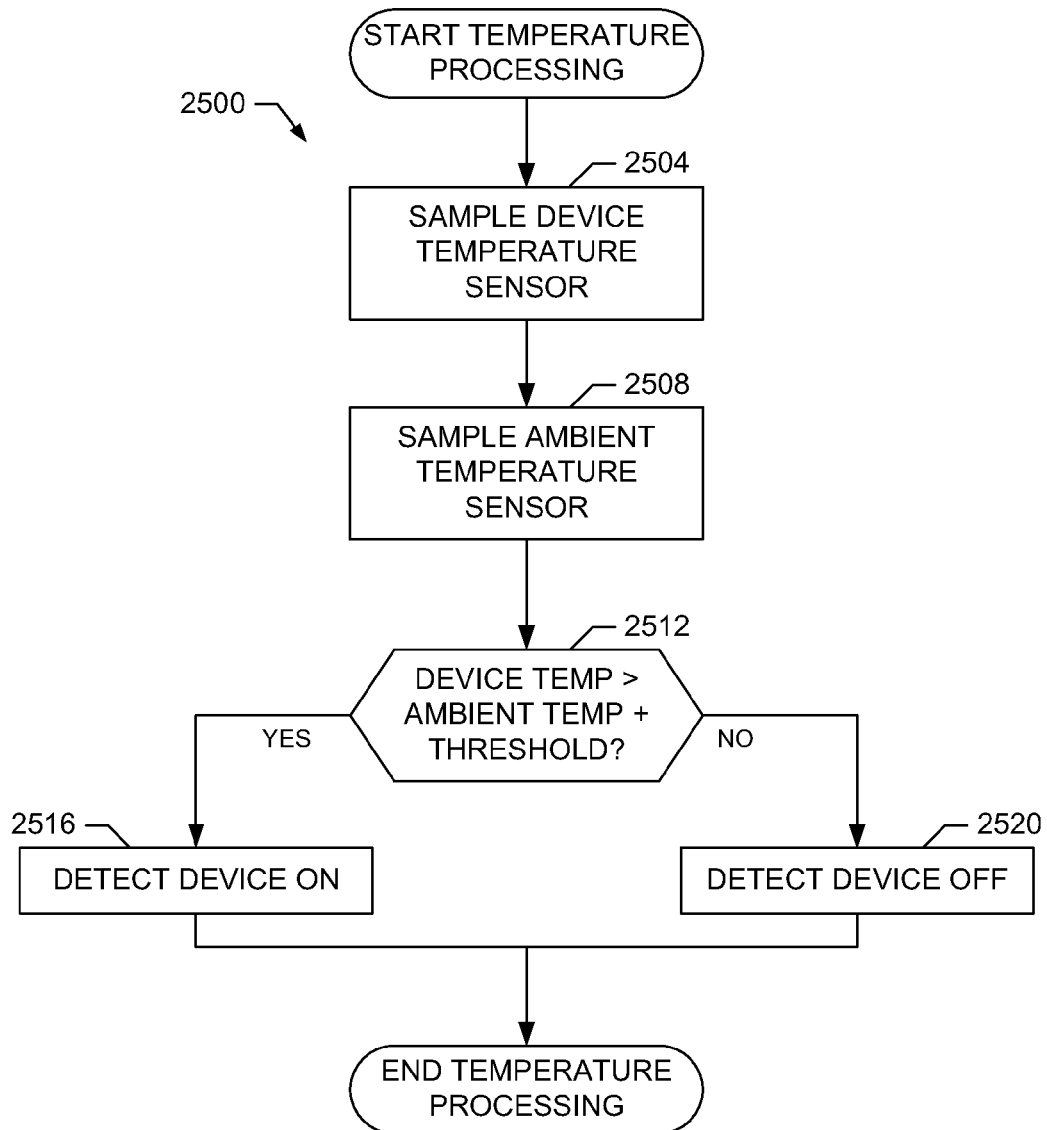 START TEMPERATURE
PROCESSING
2500
2504
SAMPLE DEVICE
TEMPERATURE
SENSOR
2508
SAMPLE AMBIENT
TEMPERATURE
SENSOR
2512
DEVICE TEMP >
AMBIENT TEMP +
THRESHOLD?
YES
NO
2516
DETECT DEVICE ON
2520
DETECT DEVICE OFF
END TEMPERATURE
PROCESSING